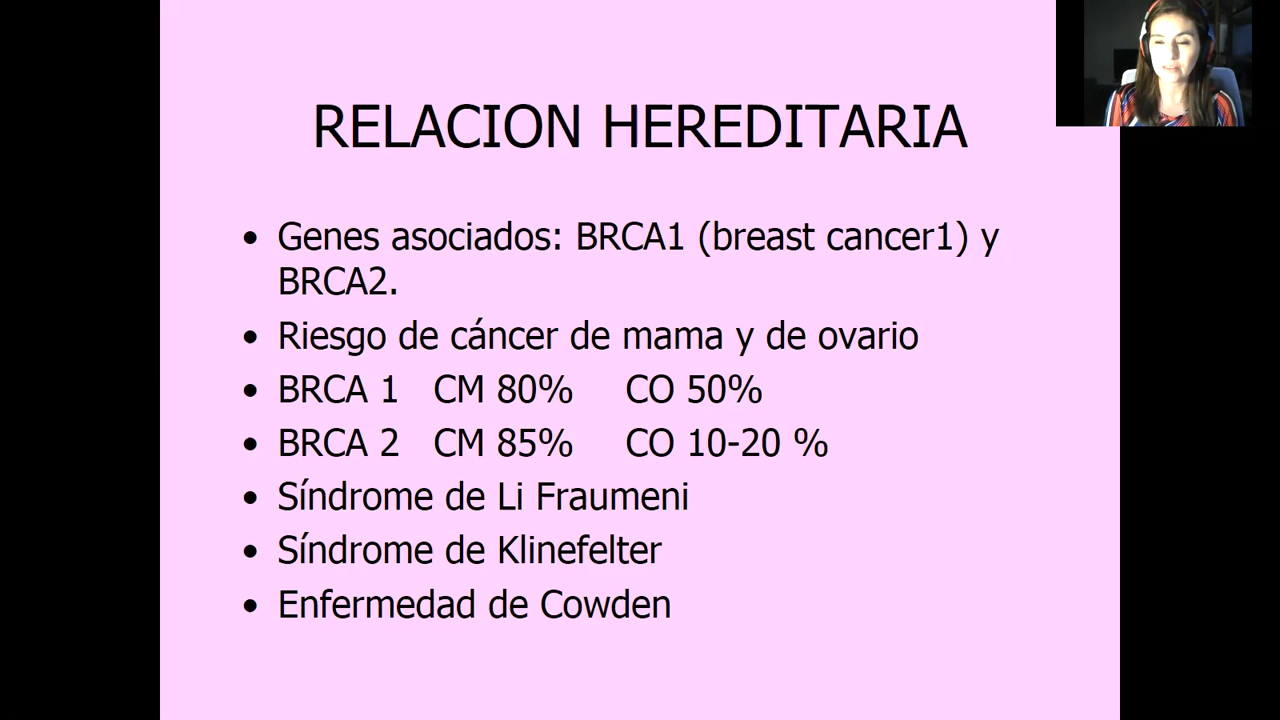 RELACION HEREDITARIA
• Genes asociados: BRCA1 (breast cancer1) y
BRCA2.
• Riesgo de cáncer de mama y de ovario
• BRCA 1 CM 80% CO 50%
• BRCA 2 CM 85% CO 10-20 %
• Síndrome de Li Fraumeni
• Síndrome de Klinefelter
• Enfermedad de Cowden